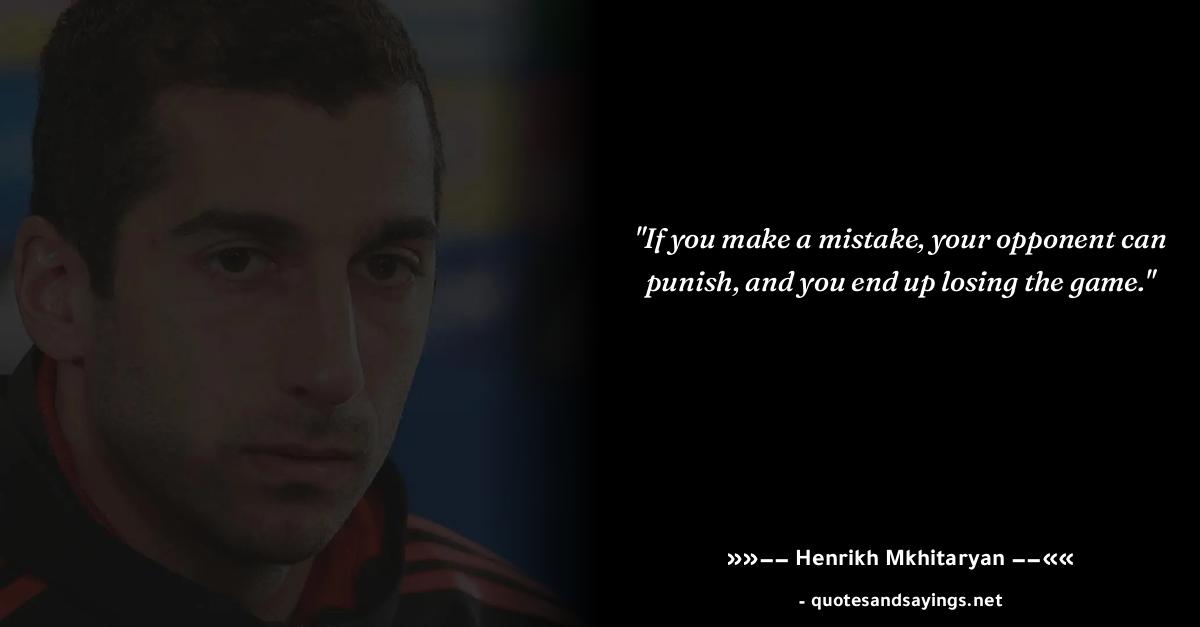 "If you make a mistake, your opponent can
punish, and you end up losing the game."
»»−− Henrikh Mkhitaryan −−««
- quotesandsayings.net